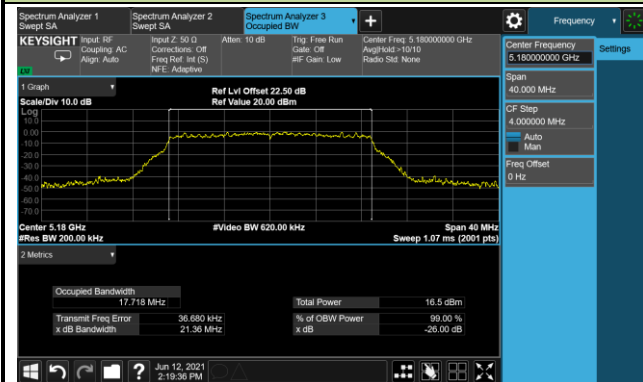 Spectrum Analyzer 1
Swept SA
Spectrum Analyzer 2
Swept SA
Spectrum Analyzer 3
Occupied BW
Frequency
KEYSIGHT
Input: RF
Coupling: AC
Align: Auto
Input Z: 50 Ω
Corrections: Off
Freq Ref: Int (S)
NFE: Adaptive
Atten: 10 dB
Trig: Free Run
Gate: Off
#IF Gain: Low
Center Freq: 5.180000000 GHz
Avg|Hold:>10/10
Radio Std: None
Center Frequency
5.180000000 GHz
Settings
Span
40.000 MHz
CF Step
4.000000 MHz
Auto
Man
Freq Offset
0 Hz
1 Graph
Scale/Div 10.0 dB
Ref Lvl Offset 22.50 dB
Ref Value 20.00 dBm
Log
10.0
0.00
-10.0
-20.0
-30.0
-40.0
-50.0
-60.0
-70.0
Center 5.18 GHz
#Res BW 200.00 kHz
#Video BW 620.00 kHz
Span 40 MHz
Sweep 1.07 ms (2001 pts)
2 Metrics
Occupied Bandwidth
17.718 MHz
Total Power 16.5 dBm
Transmit Freq Error 36.680 kHz
% of OBW Power 99.00 %
x dB Bandwidth 21.36 MHz
x dB -26.00 dB
Jun 12, 2021
2:19:36 PM